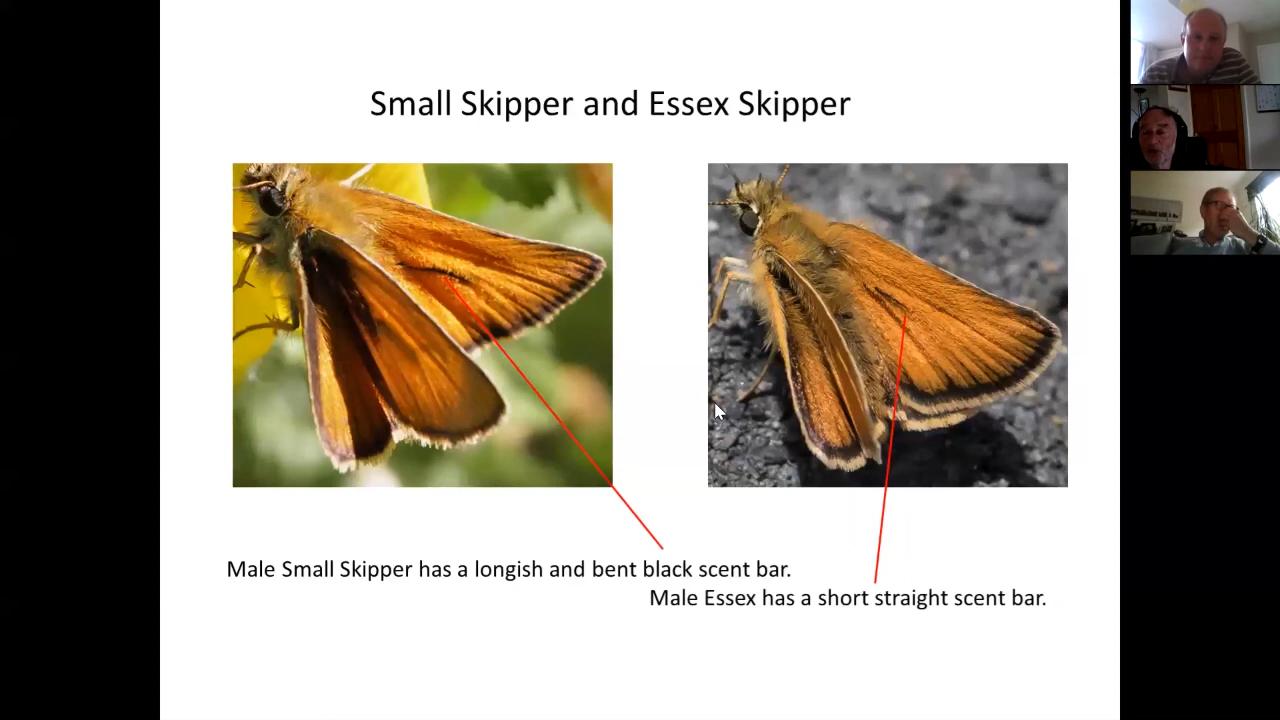 Small Skipper and Essex Skipper
Male Small Skipper has a longish and bent black scent bar.
Male Essex has a short straight scent bar.